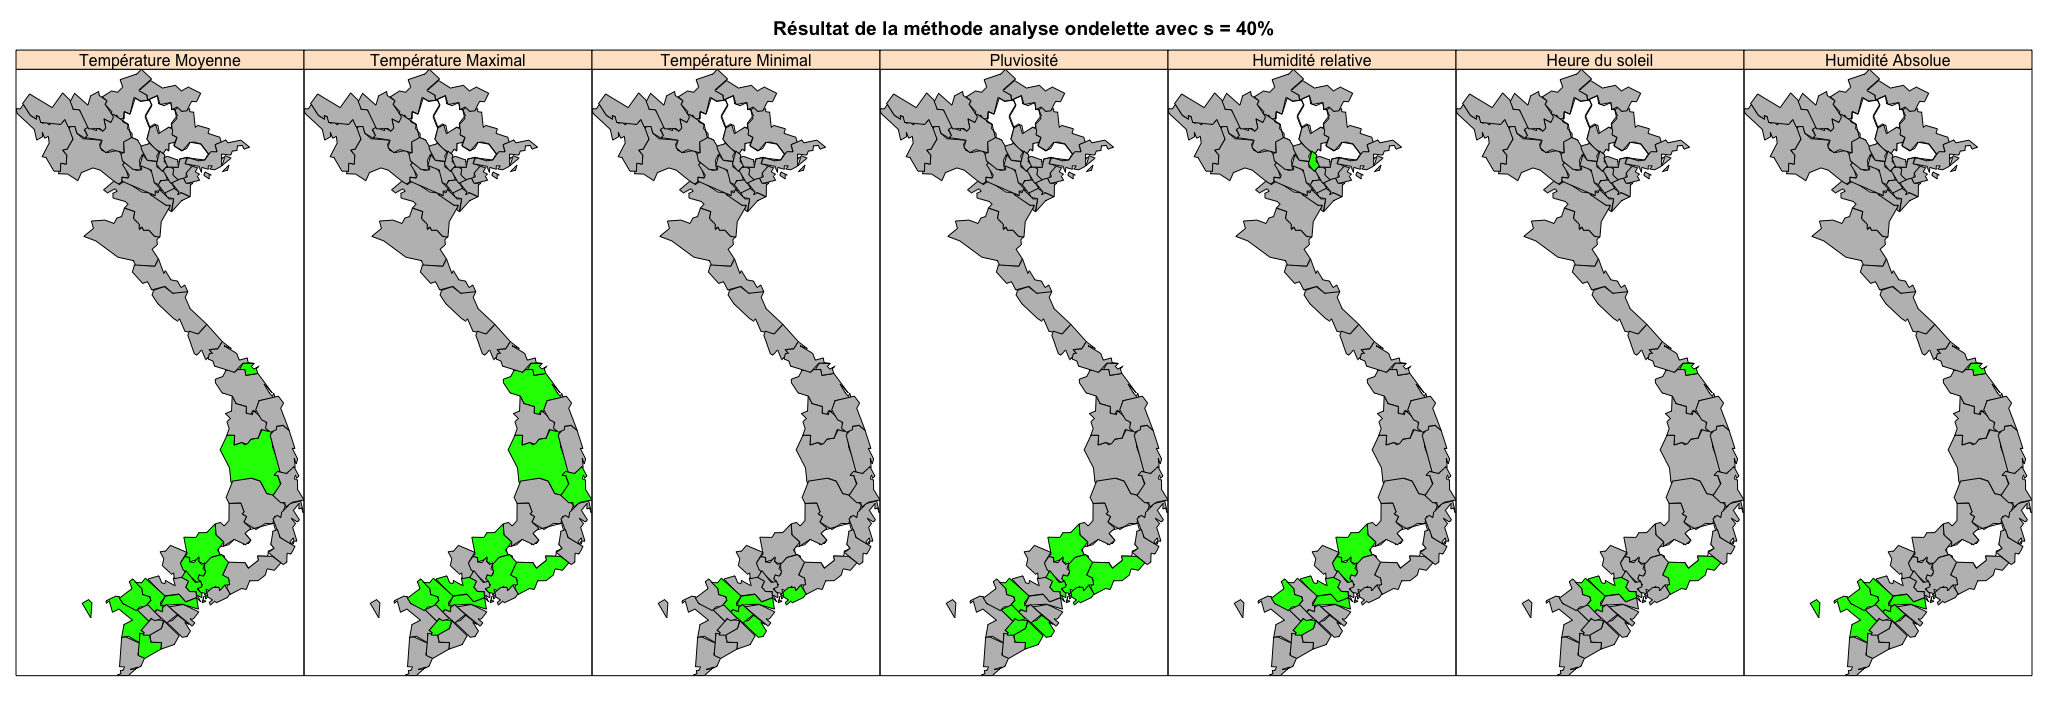 Résultat de la méthode analyse ondelette avec s = 40%
Température Moyenne
Température Maximal
Température Minimal
Pluviosité
Humidité relative
Heure du soleil
Humidité Absolue